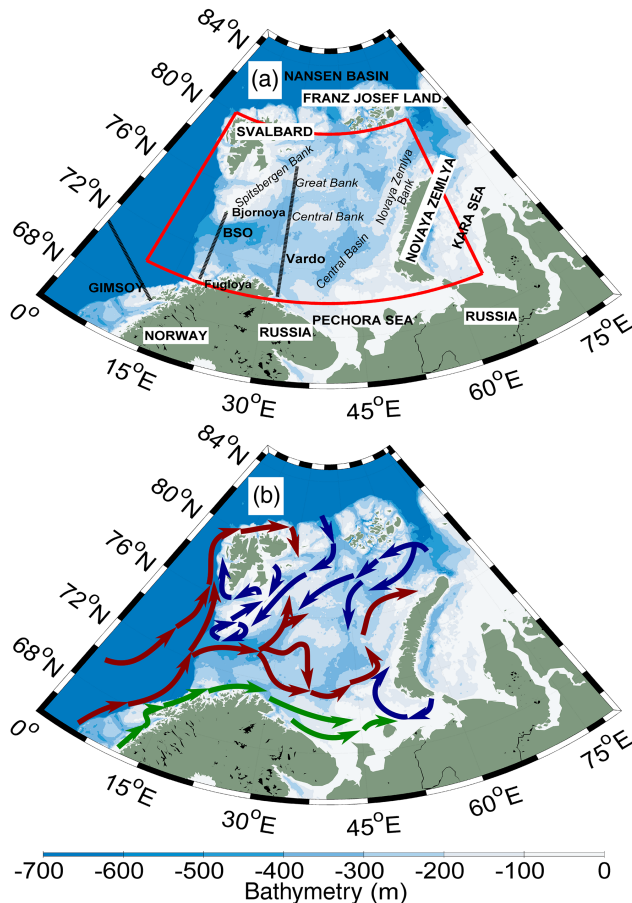 84°N
80°N
76°N
72°N
68°N
0°
15°E
30°E
45°E
60°E
75°E
(a)
NANSEN BASIN
FRANZ JOSEF LAND
SVALBARD
Spitsbergen Bank
Great Bank
Novaya Zemlya
Bank
NOVAYA ZEMLYA
KARA SEA
Bjornoya
Central Bank
BSO
Vardo
Central Basin
GIMSOY
Fugloya
PECHORA SEA
NORWAY
RUSSIA
RUSSIA
84°N
80°N
76°N
72°N
68°N
0°
15°E
30°E
45°E
60°E
75°E
(b)
-700 -600 -500 -400 -300 -200 -100 0
Bathymetry (m)